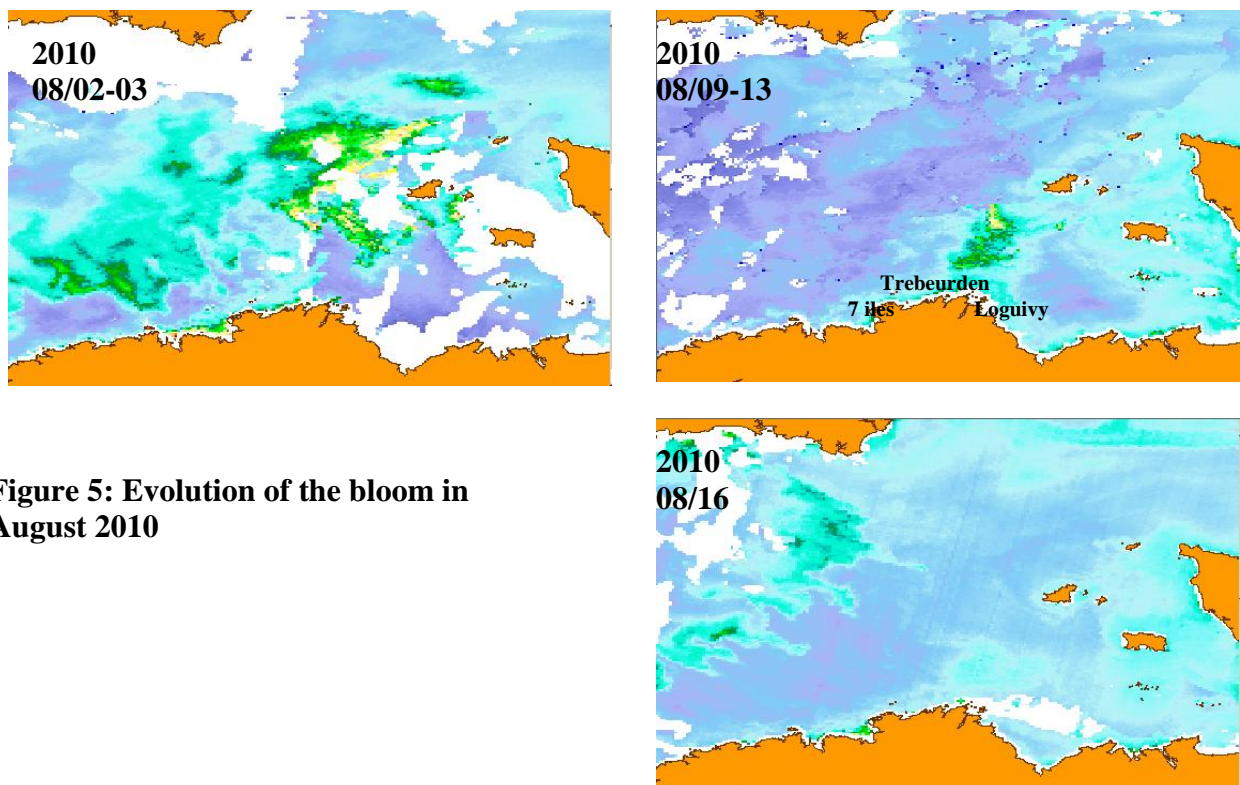 2010
08/02-03
2010
08/09-13
Trebeurden
7 iles Loguivy
2010
08/16
Figure 5: Evolution of the bloom in
August 2010